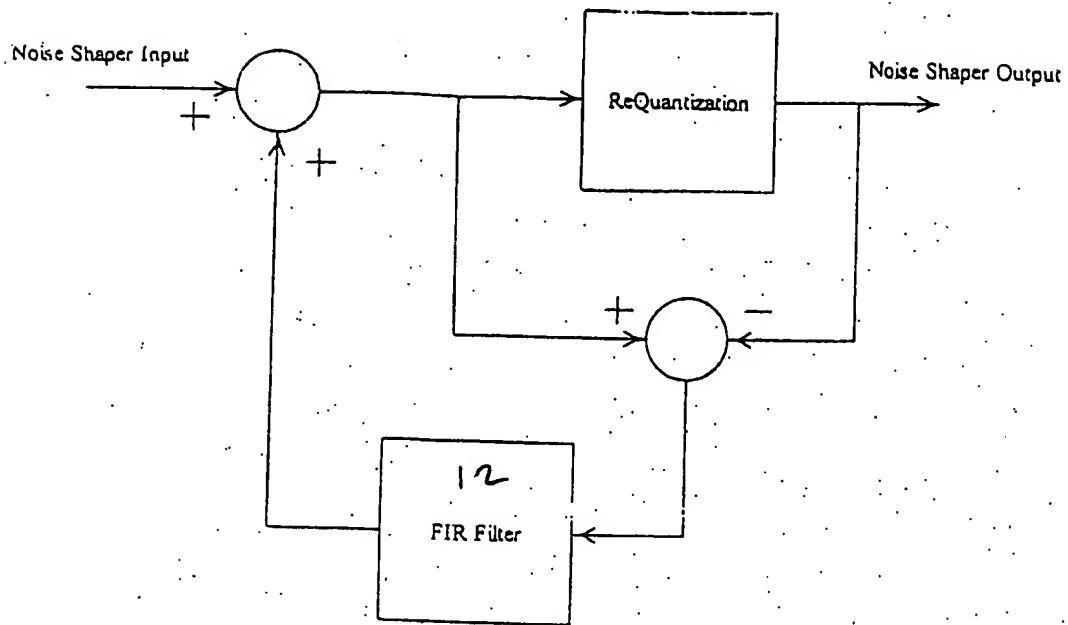 Noise Shaper Input
Noise Shaper Output
ReQuantization
+
+
+
-
12
FIR Filter